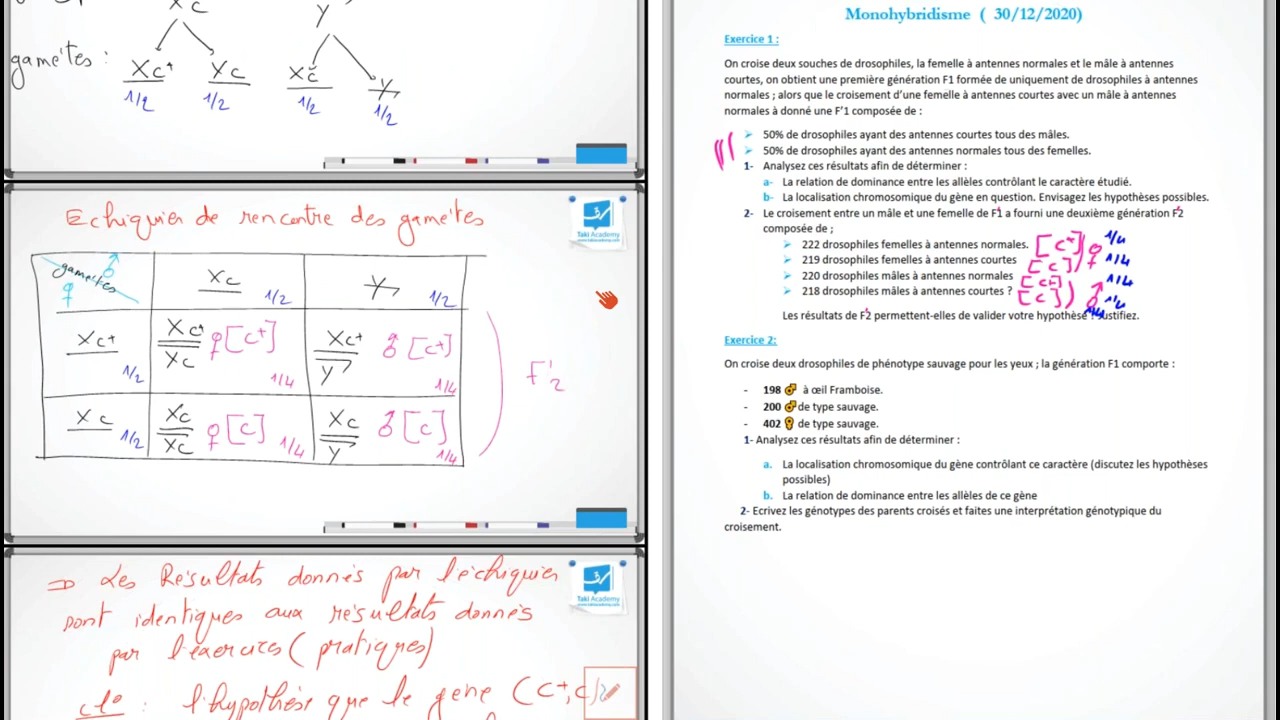 Xc
Y
gamétes :
Xc+ Xc Xc Y
1/2 1/2 1/2 1/2
Echiquier de rencontre des gamétes
Taki Academy
www.takiacademy.com
gametes ♂ ♀
Xc 1/2
Y 1/2
Xc+ 1/2
Xc+ Xc ♀ [c+] 1/4
Xc+ Y ♂ [c+] 1/4
Xc 1/2
Xc Xc ♀ [c] 1/4
Xc Y ♂ [c] 1/4
F'2
⇒ Les Résultats donnés par l'échiquier
sont identiques aux résultats donnés
par l'exercices (pratiques)
Taki Academy
www.takiacademy.com
cl° : l'hypothèse que le gene (c+,c)
Monohybridisme ( 30/12/2020)
Exercice 1 :
On croise deux souches de drosophiles, la femelle à antennes normales et le mâle à antennes
courtes, on obtient une première génération F1 formée de uniquement de drosophiles à antennes
normales ; alors que le croisement d'une femelle à antennes courtes avec un mâle à antennes
normales à donné une F'1 composée de :
50% de drosophiles ayant des antennes courtes tous des mâles.
50% de drosophiles ayant des antennes normales tous des femelles.
1- Analysez ces résultats afin de déterminer :
a- La relation de dominance entre les allèles contrôlant le caractère étudié.
b- La localisation chromosomique du gène en question. Envisagez les hypothèses possibles.
2- Le croisement entre un mâle et une femelle de F'1 a fourni une deuxième génération F'2
composée de ;
222 drosophiles femelles à antennes normales. [c+] ♀ 1/4
219 drosophiles femelles à antennes courtes [c] 1/4
220 drosophiles mâles à antennes normales [c+] ♂ 1/4
218 drosophiles mâles à antennes courtes ? [c] 1/4
Les résultats de F'2 permettent-elles de valider votre hypothèse ? Justifiez.
Exercice 2:
On croise deux drosophiles de phénotype sauvage pour les yeux ; la génération F1 comporte :
- 198 ♂ à œil Framboise.
- 200 ♂ de type sauvage.
- 402 ♀ de type sauvage.
1- Analysez ces résultats afin de déterminer :
a. La localisation chromosomique du gène contrôlant ce caractère (discutez les hypothèses
possibles)
b. La relation de dominance entre les allèles de ce gène
2- Ecrivez les génotypes des parents croisés et faites une interprétation génotypique du
croisement.